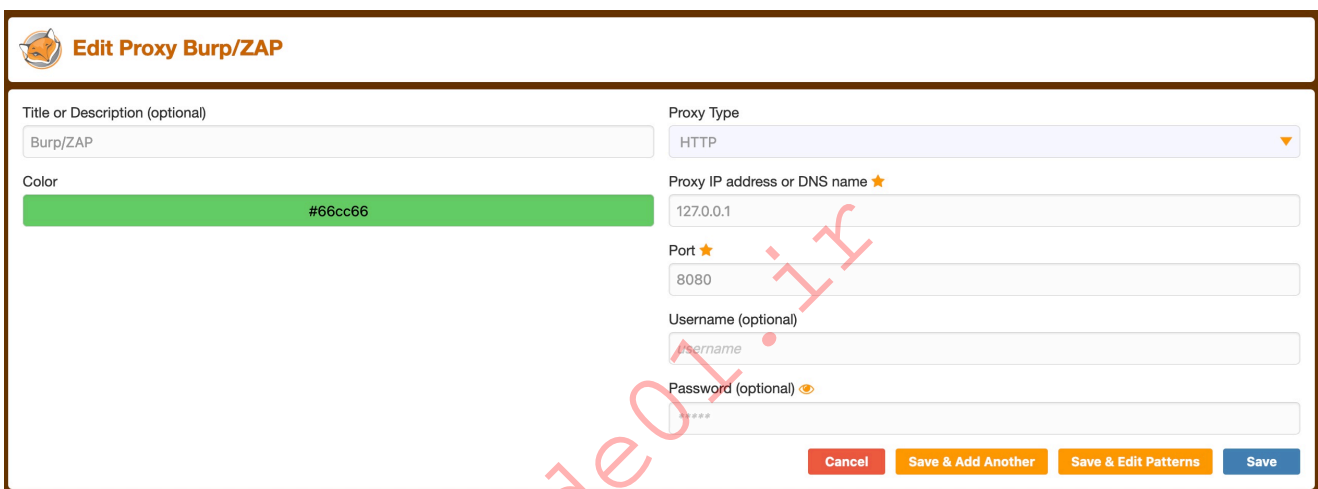 Edit Proxy Burp/ZAP
Title or Description (optional)
Burp/ZAP
Color
#66cc66
Proxy Type
HTTP
Proxy IP address or DNS name
127.0.0.1
Port
8080
Username (optional)
username
Password (optional)
*****
Cancel
Save & Add Another
Save & Edit Patterns
Save
de01.ir